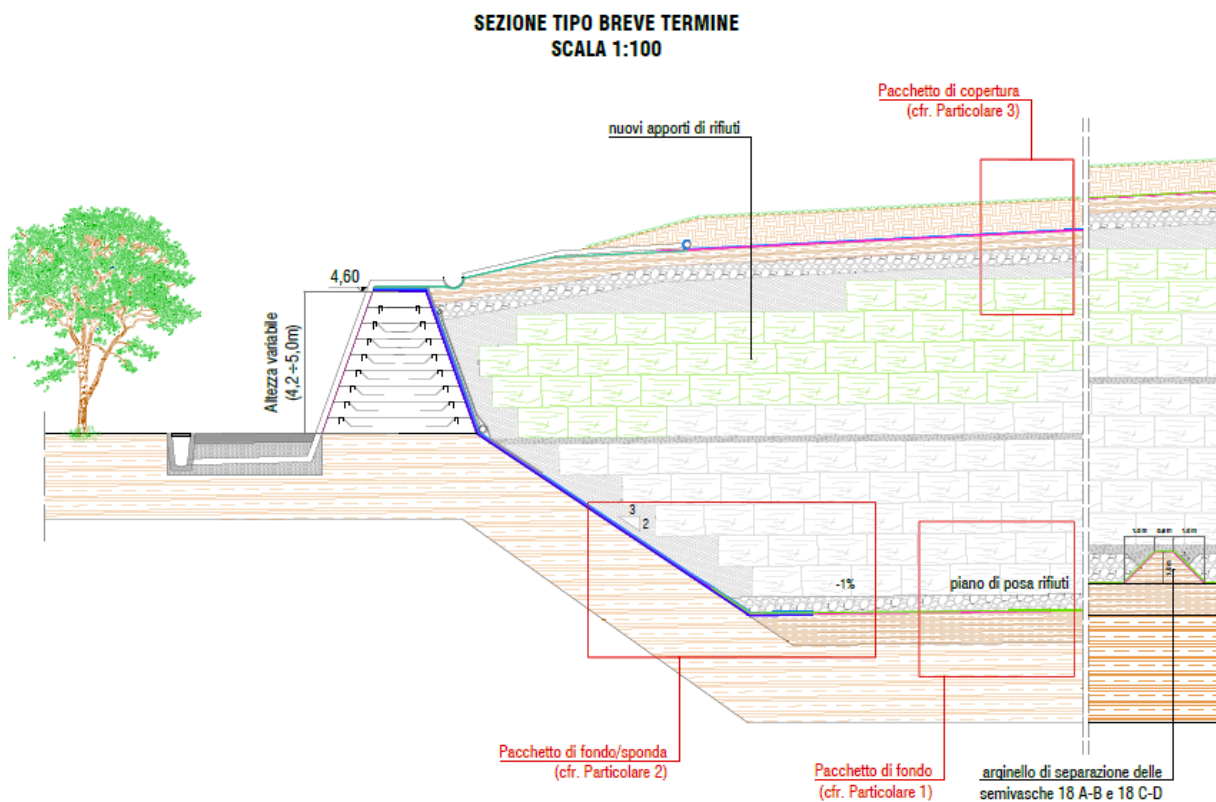 SEZIONE TIPO BREVE TERMINE
SCALA 1:100
Pacchetto di copertura
(cfr. Particolare 3)
nuovi apporti di rifiuti
4,60
Altezza variabile
(4,2÷5,0m)
3
2
-1%
piano di posa rifiuti
Pacchetto di fondo/sponda
(cfr. Particolare 2)
Pacchetto di fondo
(cfr. Particolare 1)
arginello di separazione delle
semivasche 18 A-B e 18 C-D